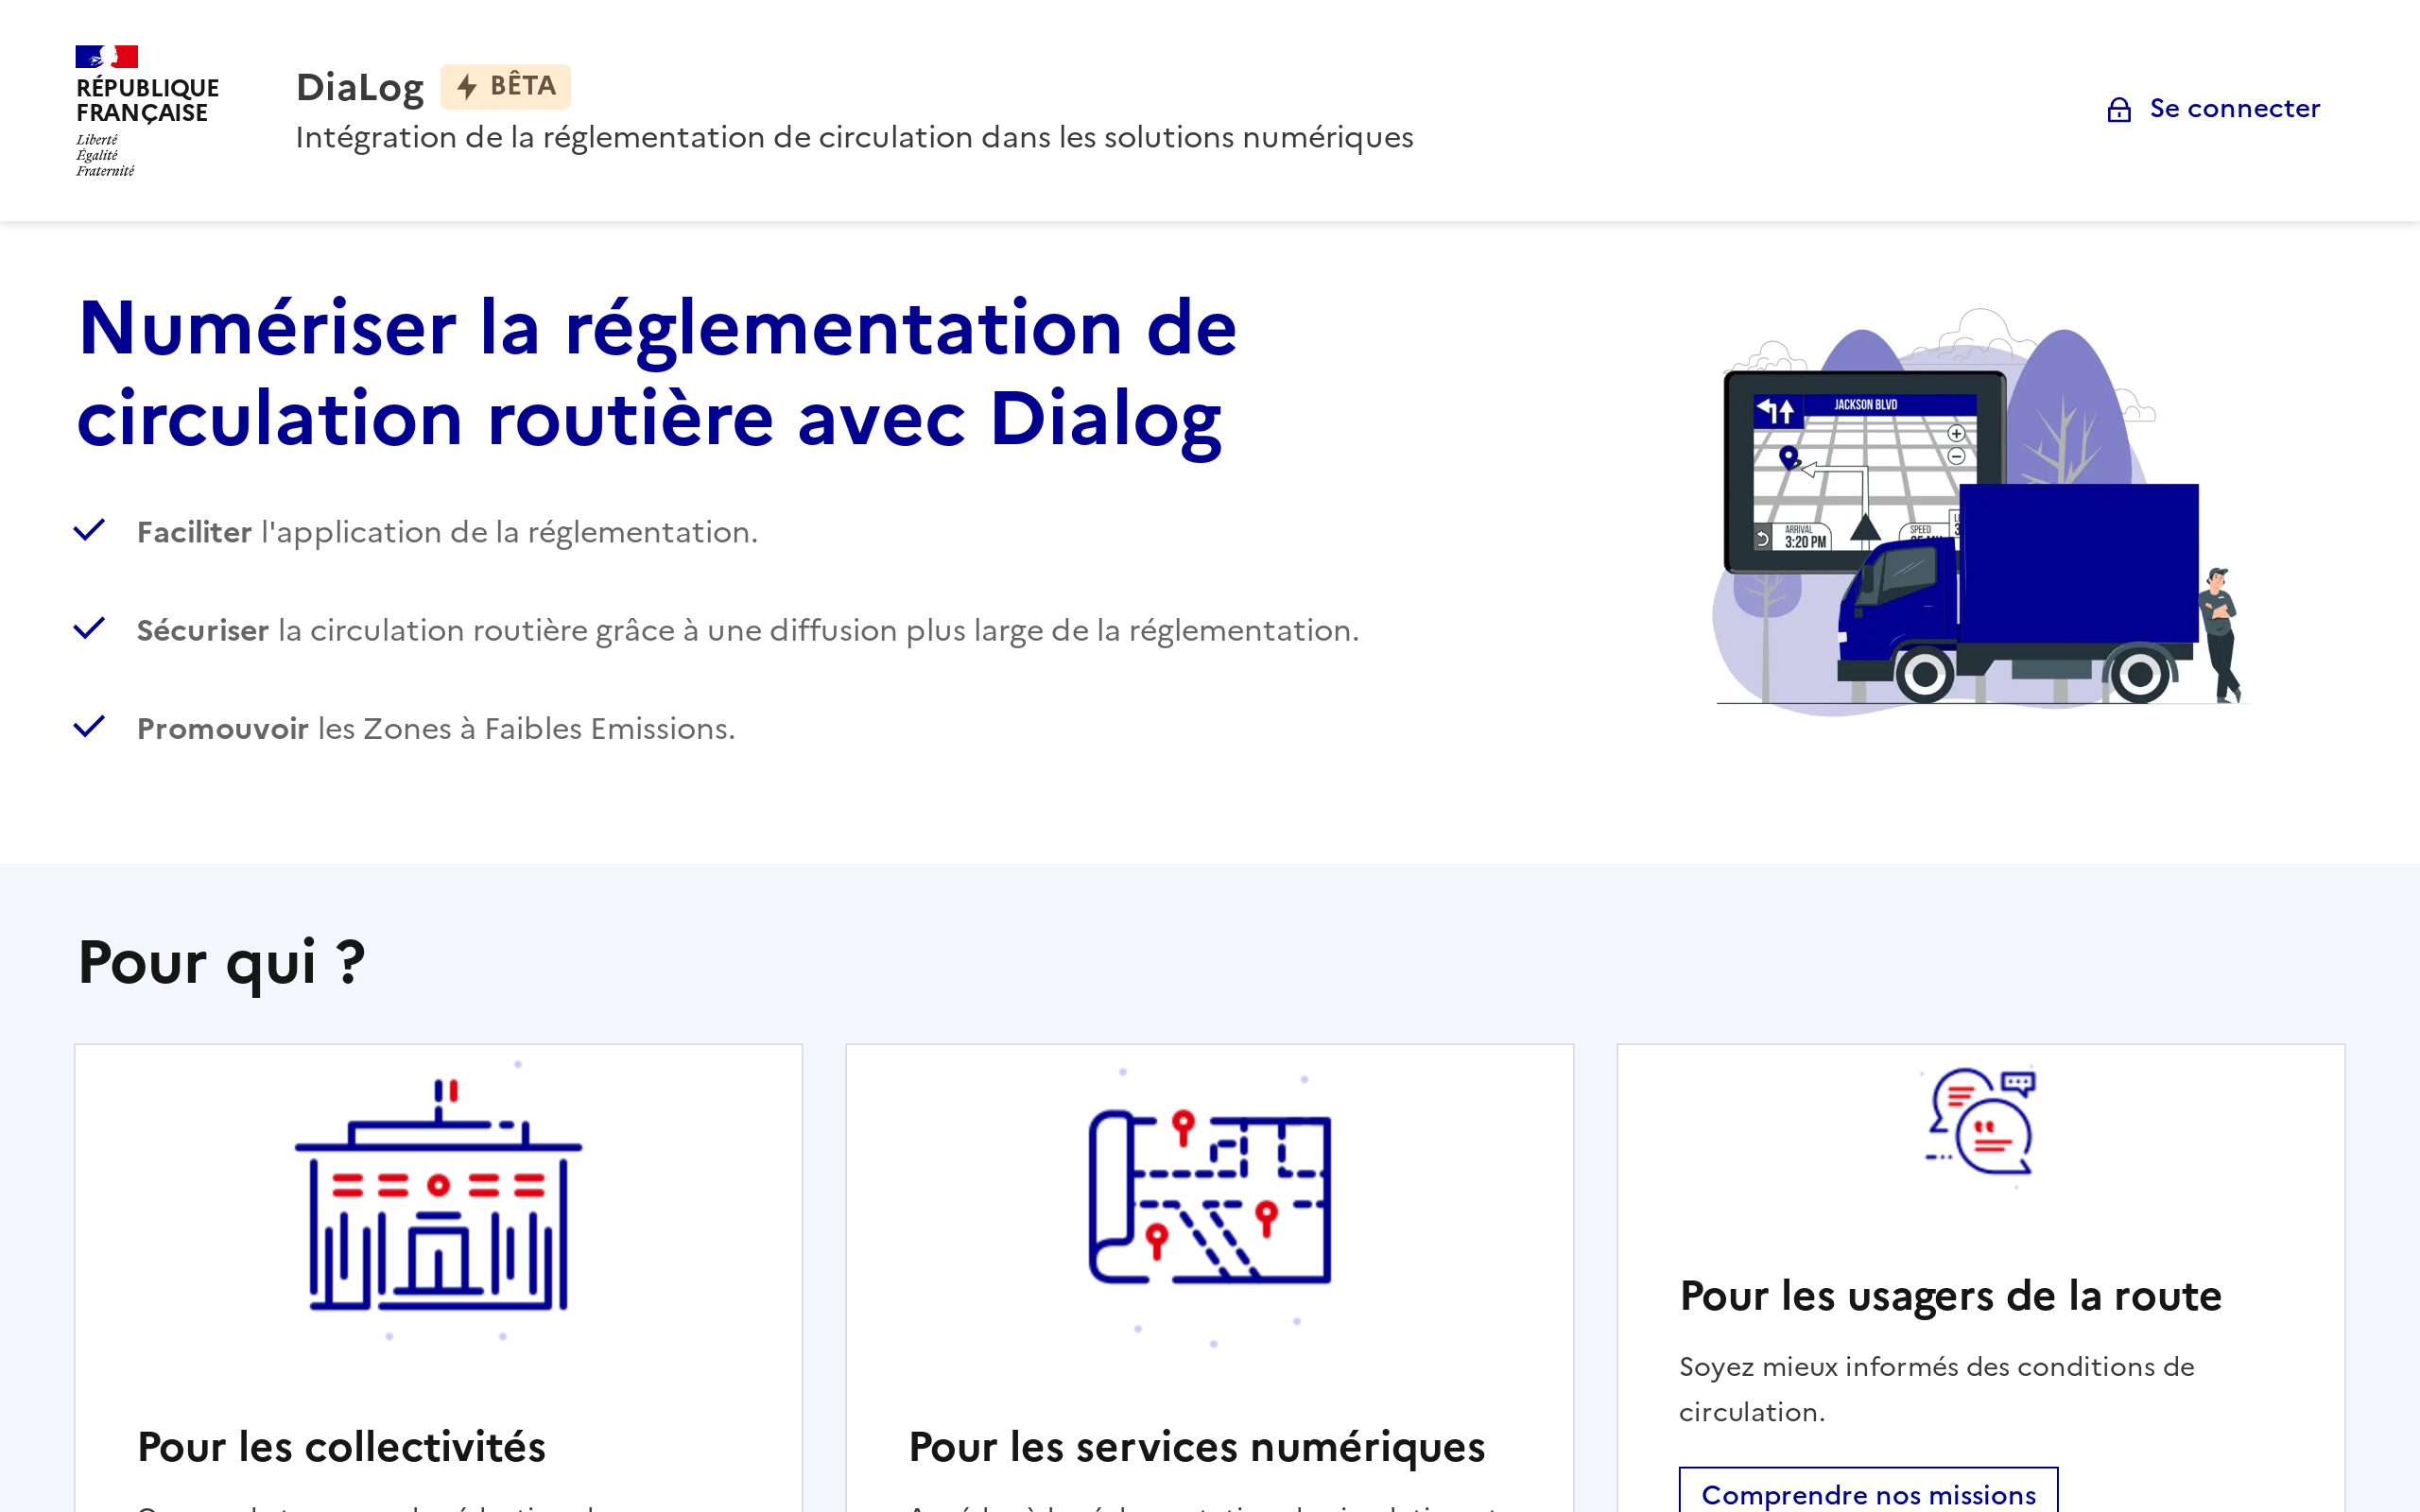 RÉPUBLIQUE
FRANÇAISE
Liberté
Égalité
Fraternité
DiaLog BÊTA
Intégration de la réglementation de circulation dans les solutions numériques
Se connecter
Numériser la réglementation de
circulation routière avec Dialog
Faciliter l'application de la réglementation.
Sécuriser la circulation routière grâce à une diffusion plus large de la réglementation.
Promouvoir les Zones à Faibles Emissions.
JACKSON BLVD
ARRIVAL
3:20 PM
SPEED
Pour qui ?
Pour les collectivités
Pour les services numériques
Pour les usagers de la route
Soyez mieux informés des conditions de
circulation.
Comprendre nos missions